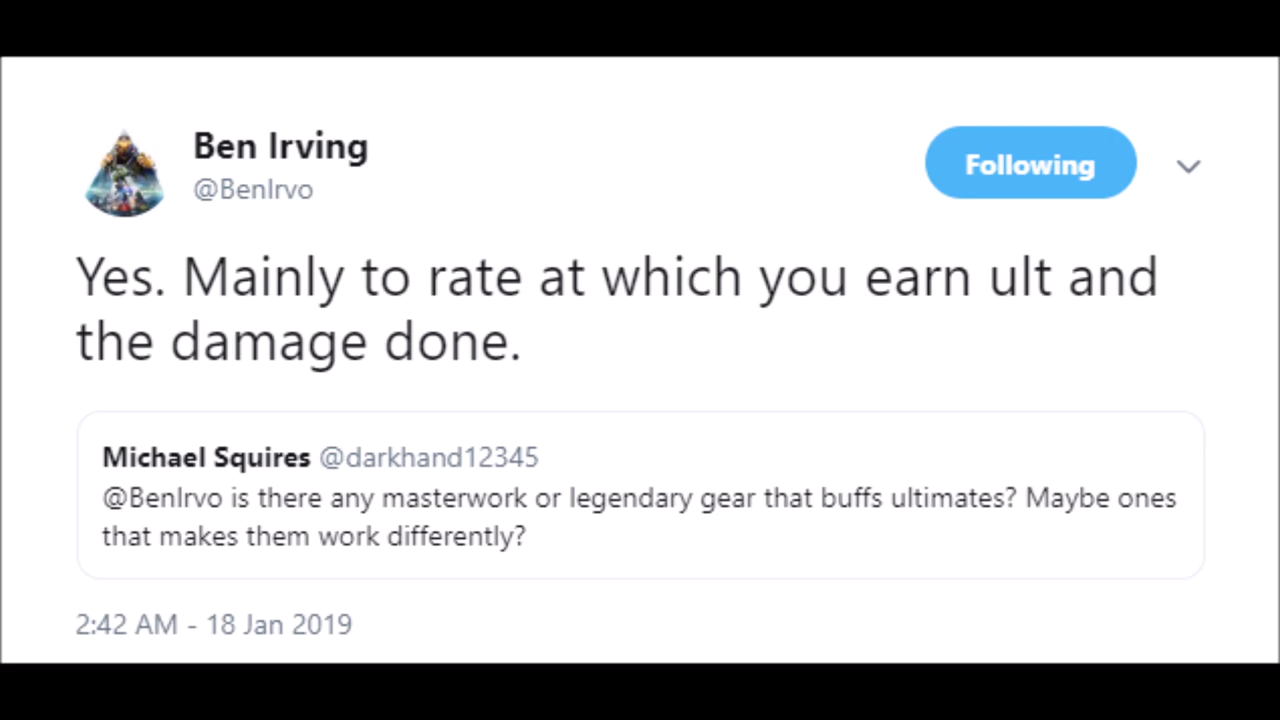 Ben Irving
@BenIrvo
Following
Yes. Mainly to rate at which you earn ult and
the damage done.
Michael Squires @darkhand12345
@BenIrvo is there any masterwork or legendary gear that buffs ultimates? Maybe ones
that makes them work differently?
2:42 AM - 18 Jan 2019